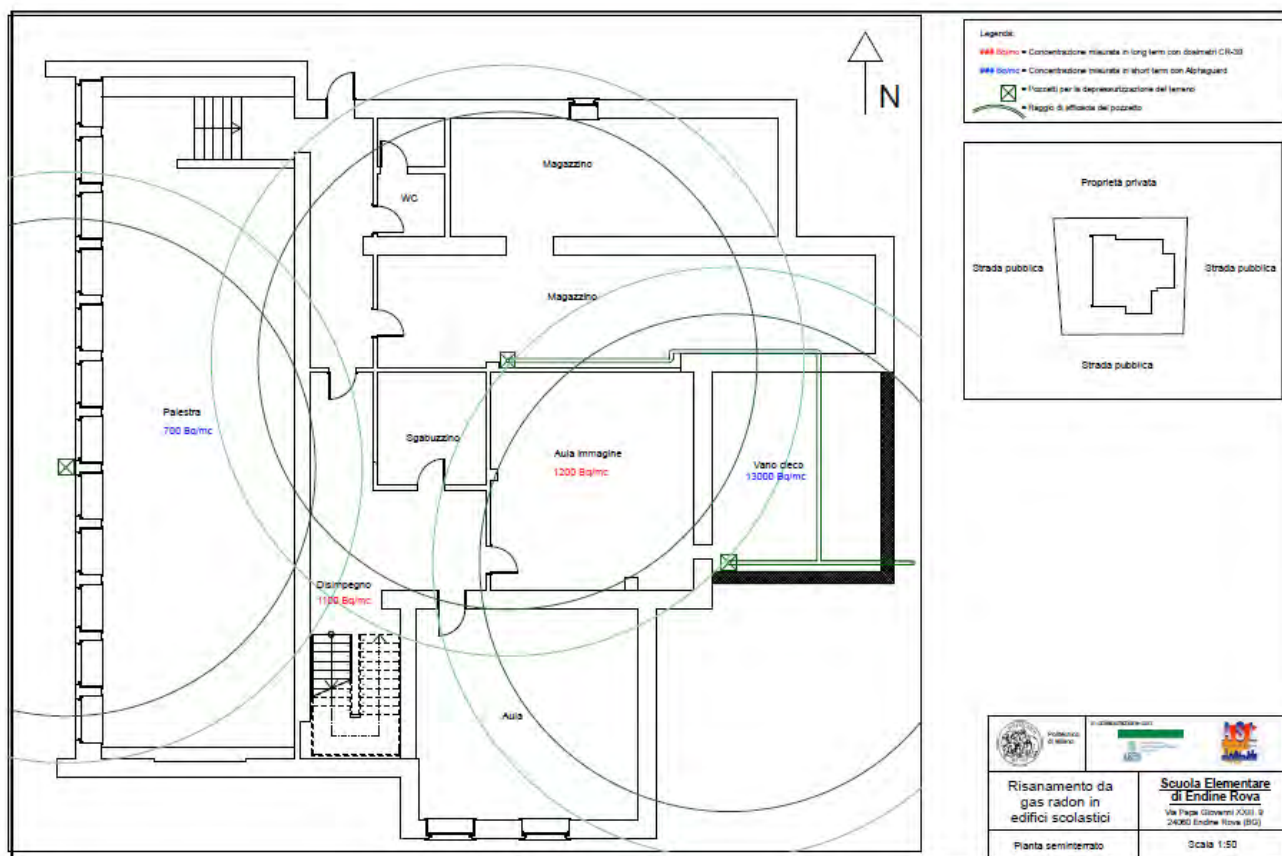 Legenda:
### Bq/mc = Concentrazione misurata in long term con dosimetri CR-39
### Bq/mc = Concentrazione misurata in short term con Alphaguard
= Pozzetti per la depressurizzazione del terreno
= Raggio di efficacia del pozzetto
N
Magazzino
WC
Magazzino
Proprietà privata
Strada pubblica
Strada pubblica
Strada pubblica
Palestra
700 Bq/mc
Sgabuzzino
Aula immagine
1200 Bq/mc
Vano cieco
13000 Bq/mc
Disimpegno
1100 Bq/mc
Aula
Politecnico
di Milano
in collaborazione con:
Risanamento da
gas radon in
edifici scolastici
Scuola Elementare
di Endine Rova
Via Papa Giovanni XXIII, 9
24060 Endine Rova (BG)
Pianta seminterrato
Scala 1:50